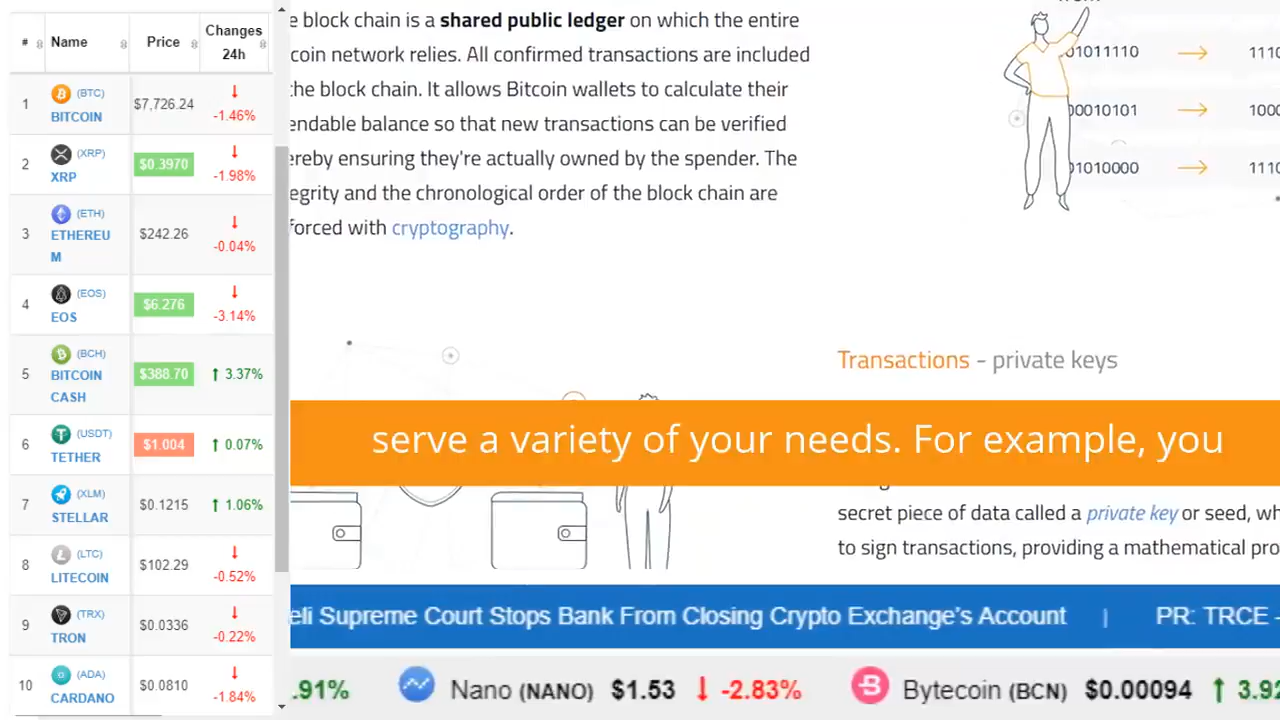 # Name Price Changes 24h
1 (BTC) BITCOIN $7,726.24 -1.46%
2 (XRP) XRP $0.3970 -1.98%
3 (ETH) ETHEREUM $242.26 -0.04%
4 (EOS) EOS $6.276 -3.14%
5 (BCH) BITCOIN CASH $388.70 3.37%
6 (USDT) TETHER $1.004 0.07%
7 (XLM) STELLAR $0.1215 1.06%
8 (LTC) LITECOIN $102.29 -0.52%
9 (TRX) TRON $0.0336 -0.22%
10 (ADA) CARDANO $0.0810 -1.84%
e block chain is a shared public ledger on which the entire
coin network relies. All confirmed transactions are included
the block chain. It allows Bitcoin wallets to calculate their
endable balance so that new transactions can be verified
ereby ensuring they're actually owned by the spender. The
egrity and the chronological order of the block chain are
forced with cryptography.
01011110 → 1110
00010101 → 1000
01010000 → 1110
Transactions - private keys
serve a variety of your needs. For example, you
secret piece of data called a private key or seed, wh
to sign transactions, providing a mathematical pro
eli Supreme Court Stops Bank From Closing Crypto Exchange's Account | PR: TRCE -
.91% Nano (NANO) $1.53 -2.83% Bytecoin (BCN) $0.00094 3.92